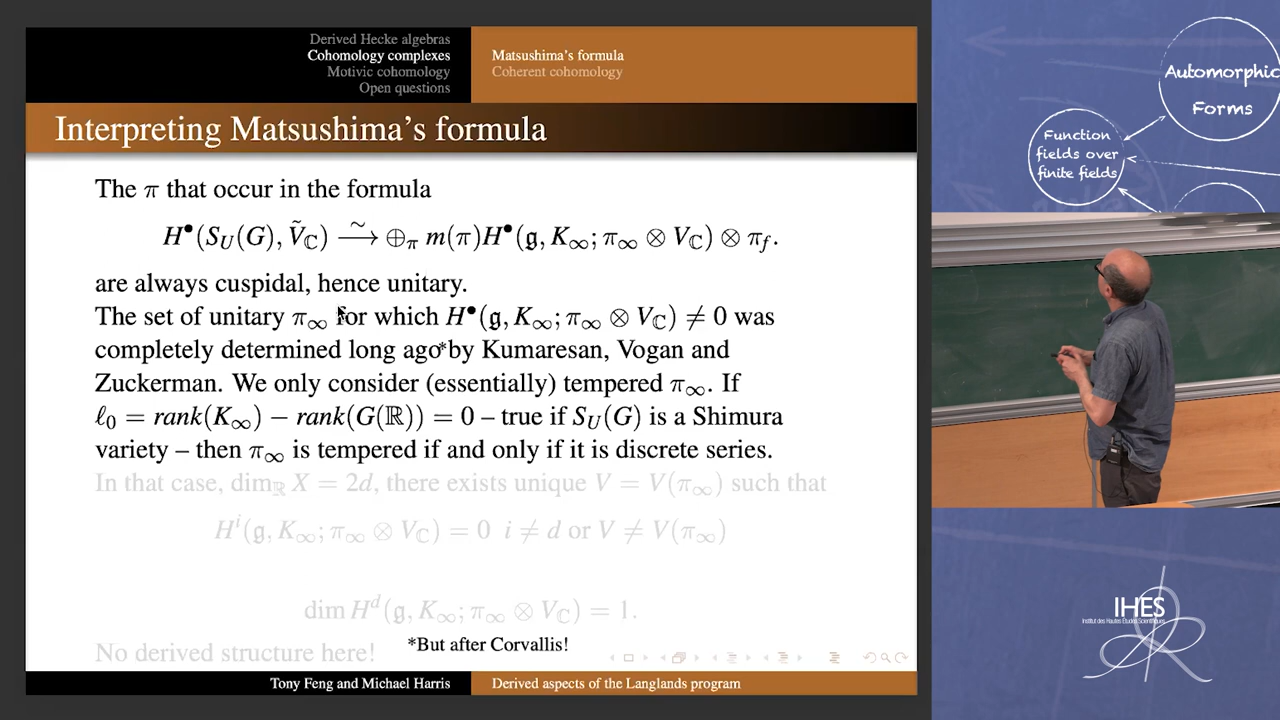 Derived Hecke algebras
Cohomology complexes
Motivic cohomology
Open questions
Matsushima's formula
Coherent cohomology
Interpreting Matsushima's formula
The π that occur in the formula
H•(S_U(G), Ṽ_ℂ) ⥲ ⊕_π m(π)H•(𝔤, K_∞; π_∞ ⊗ V_ℂ) ⊗ π_f.
are always cuspidal, hence unitary.
The set of unitary π_∞ for which H•(𝔤, K_∞; π_∞ ⊗ V_ℂ) ≠ 0 was
completely determined long ago*by Kumaresan, Vogan and
Zuckerman. We only consider (essentially) tempered π_∞. If
ℓ_0 = rank(K_∞) − rank(G(ℝ)) = 0 – true if S_U(G) is a Shimura
variety – then π_∞ is tempered if and only if it is discrete series.
In that case, dim_ℝ X = 2d, there exists unique V = V(π_∞) such that
H^i(𝔤, K_∞; π_∞ ⊗ V_ℂ) = 0 i ≠ d or V ≠ V(π_∞)
dim H^d(𝔤, K_∞; π_∞ ⊗ V_ℂ) = 1.
No derived structure here!
*But after Corvallis!
Tony Feng and Michael Harris
Derived aspects of the Langlands program
Automorphic
Forms
Function
fields over
finite fields
IHES
Institut des Hautes Études Scientifiques